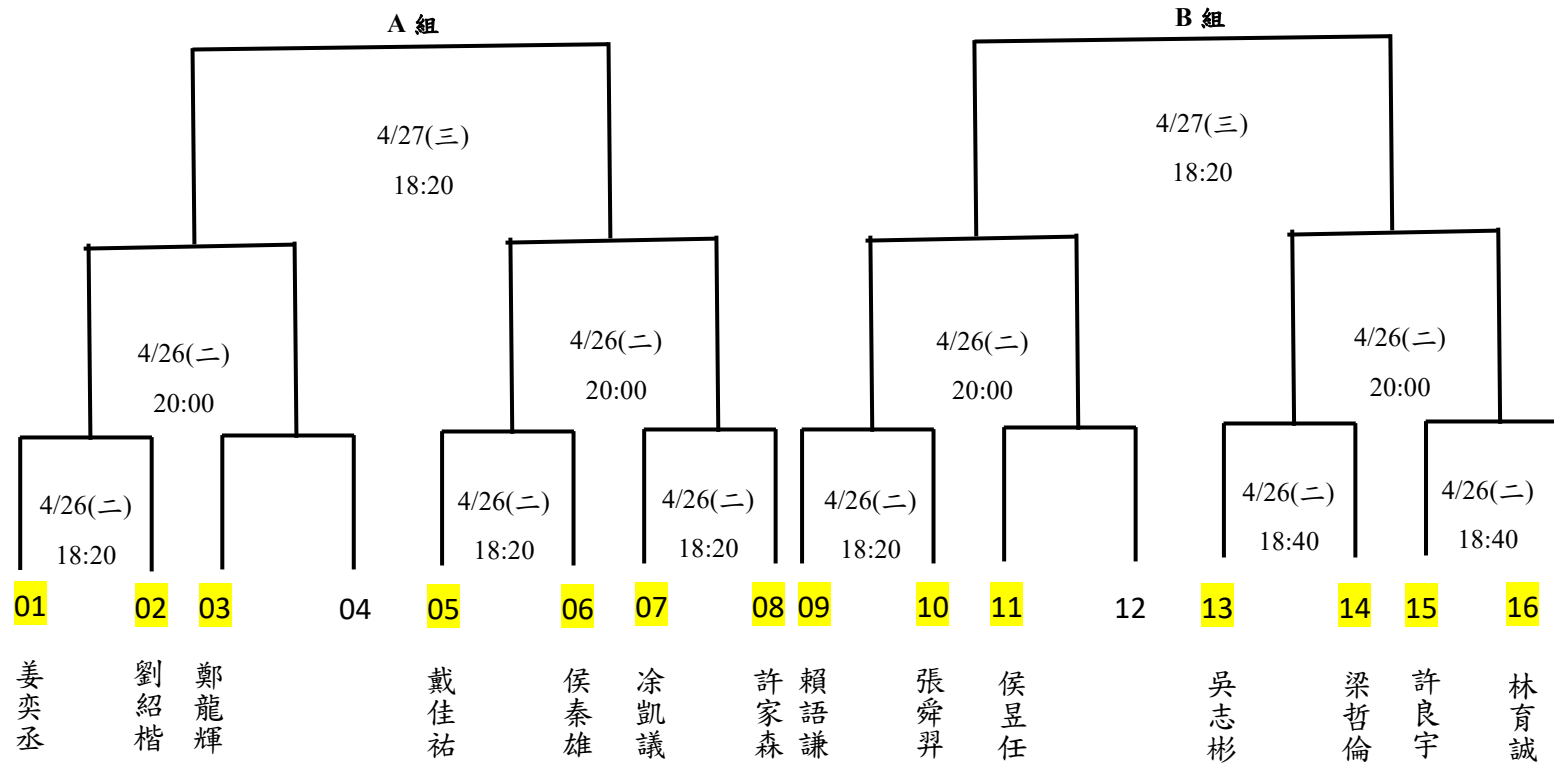 A 組
B 組
4/27(三)
18:20
4/27(三)
18:20
4/26(二)
20:00
4/26(二)
20:00
4/26(二)
20:00
4/26(二)
20:00
4/26(二)
18:20
4/26(二)
18:20
4/26(二)
18:20
4/26(二)
18:20
4/26(二)
18:40
4/26(二)
18:40
01
02
03
04
05
06
07
08
09
10
11
12
13
14
15
16
姜奕丞
劉紹楷
鄭龍輝
戴佳祐
侯秦雄
凃凱議
許家森
賴語謙
張舜羿
侯昱任
吳志彬
梁哲倫
許良宇
林育誠